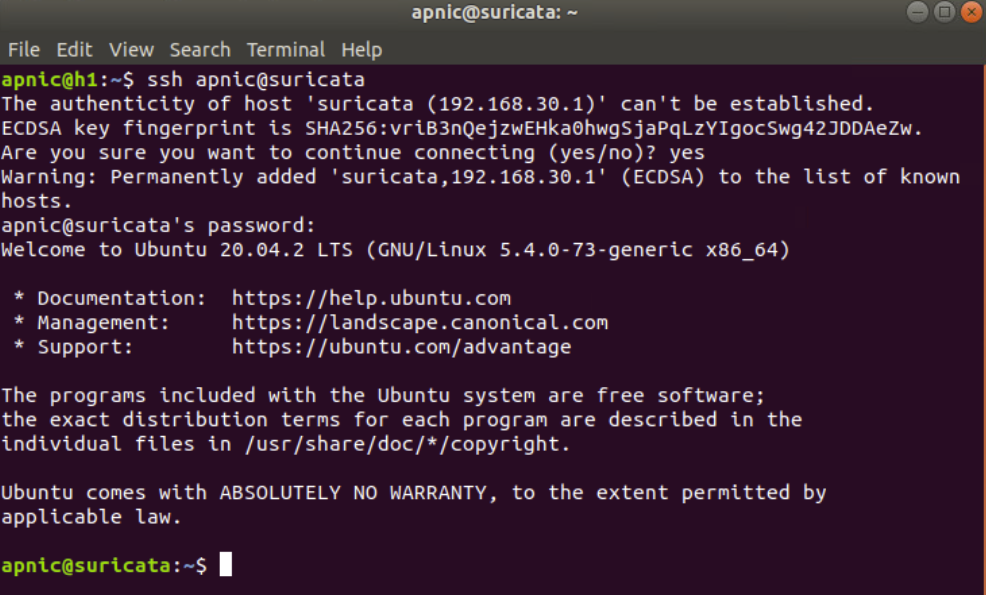 apnic@suricata: ~
File Edit View Search Terminal Help
apnic@h1:~$ ssh apnic@suricata
The authenticity of host 'suricata (192.168.30.1)' can't be established.
ECDSA key fingerprint is SHA256:vriB3nQejzwEHka0hwgSjaPqLzYIgocSwg42JDDAeZw.
Are you sure you want to continue connecting (yes/no)? yes
Warning: Permanently added 'suricata,192.168.30.1' (ECDSA) to the list of known
hosts.
apnic@suricata's password:
Welcome to Ubuntu 20.04.2 LTS (GNU/Linux 5.4.0-73-generic x86_64)
* Documentation:  https://help.ubuntu.com
* Management:     https://landscape.canonical.com
* Support:        https://ubuntu.com/advantage
The programs included with the Ubuntu system are free software;
the exact distribution terms for each program are described in the
individual files in /usr/share/doc/*/copyright.
Ubuntu comes with ABSOLUTELY NO WARRANTY, to the extent permitted by
applicable law.
apnic@suricata:~$